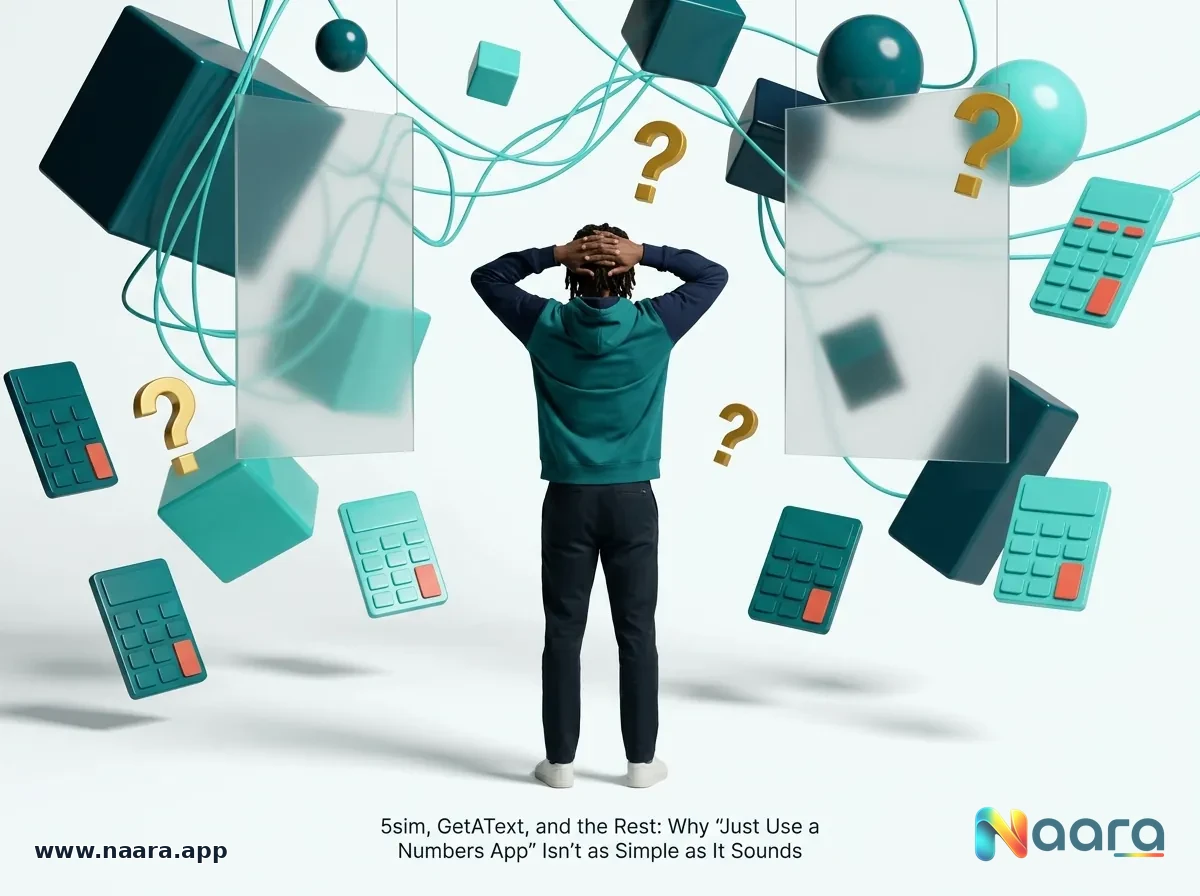 5sim, GetAText, and the Rest: Why “Just Use a
Numbers App” Isn’t as Simple as It Sounds
www.naara.app
Naara